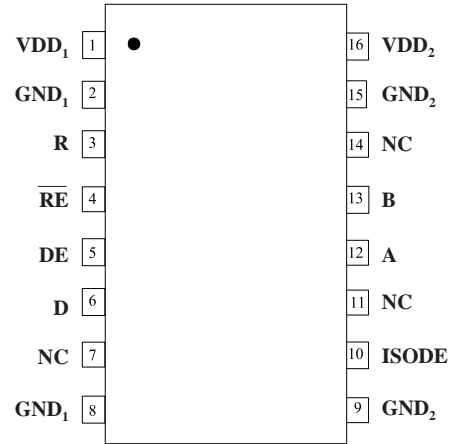 VDD₁ 1 16 VDD₂
GND₁ 2 15 GND₂
R 3 14 NC
R̅E̅ 4 13 B
DE 5 12 A
D 6 11 NC
NC 7 10 ISODE
GND₁ 8 9 GND₂